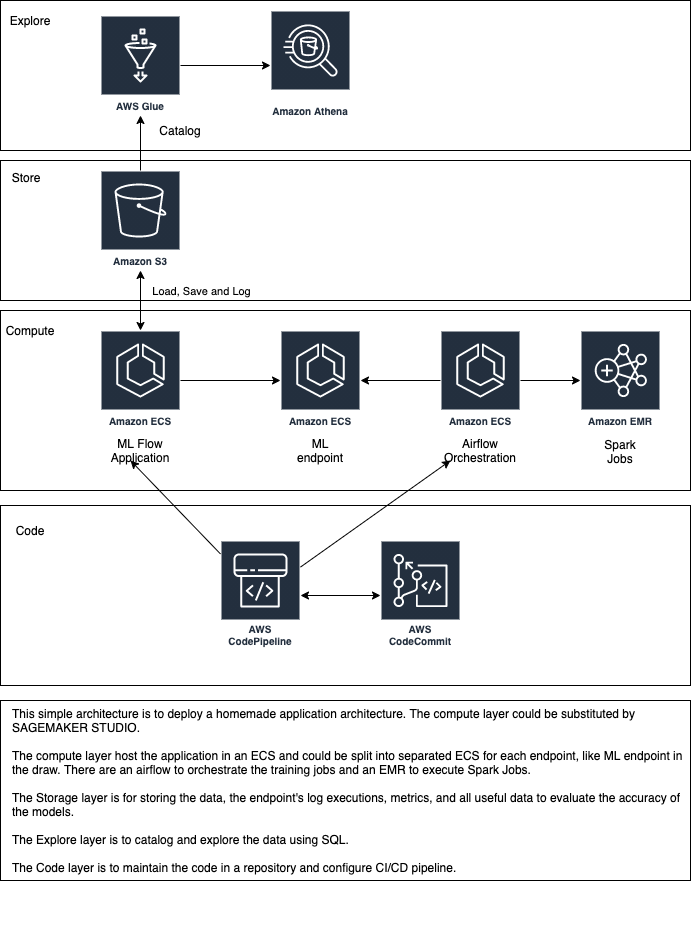 Explore
AWS Glue
Amazon Athena
Catalog
Store
Amazon S3
Load, Save and Log
Compute
Amazon ECS
Amazon ECS
Amazon ECS
Amazon EMR
ML Flow
Application
ML
endpoint
Airflow
Orchestration
Spark
Jobs
Code
AWS
CodePipeline
AWS
CodeCommit
This simple architecture is to deploy a homemade application architecture. The compute layer could be substituted by
SAGEMAKER STUDIO.
The compute layer host the application in an ECS and could be split into separated ECS for each endpoint, like ML endpoint in
the draw. There are an airflow to orchestrate the training jobs and an EMR to execute Spark Jobs.
The Storage layer is for storing the data, the endpoint's log executions, metrics, and all useful data to evaluate the accuracy of
the models.
The Explore layer is to catalog and explore the data using SQL.
The Code layer is to maintain the code in a repository and configure CI/CD pipeline.